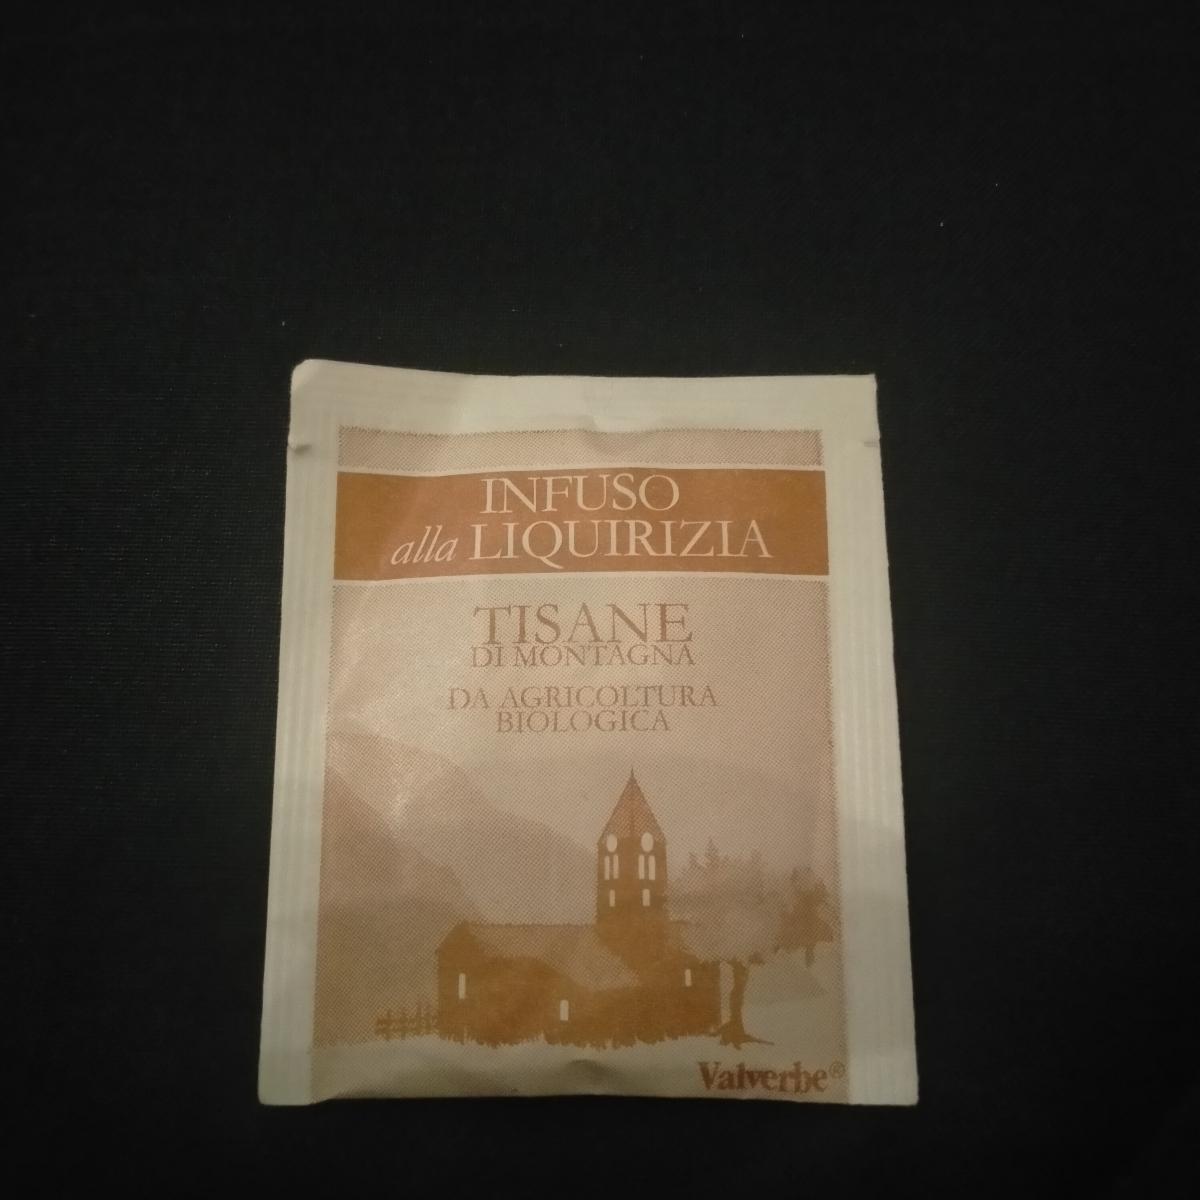 INFUSO
alla LIQUIRIZIA
TISANE
DI MONTAGNA
DA AGRICOLTURA
BIOLOGICA
Valverbe®